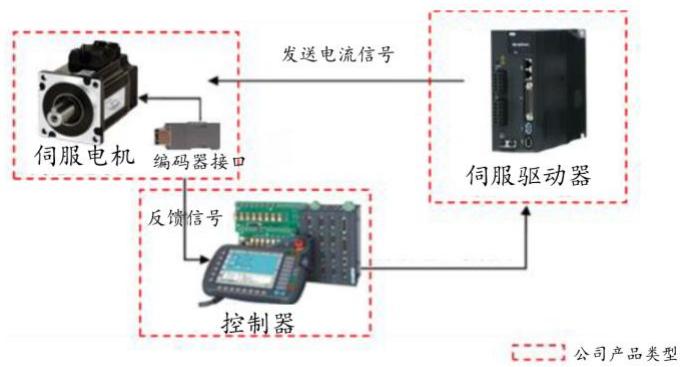 发送电流信号
伺服电机
编码器接口
伺服驱动器
反馈信号
控制器
公司产品类型